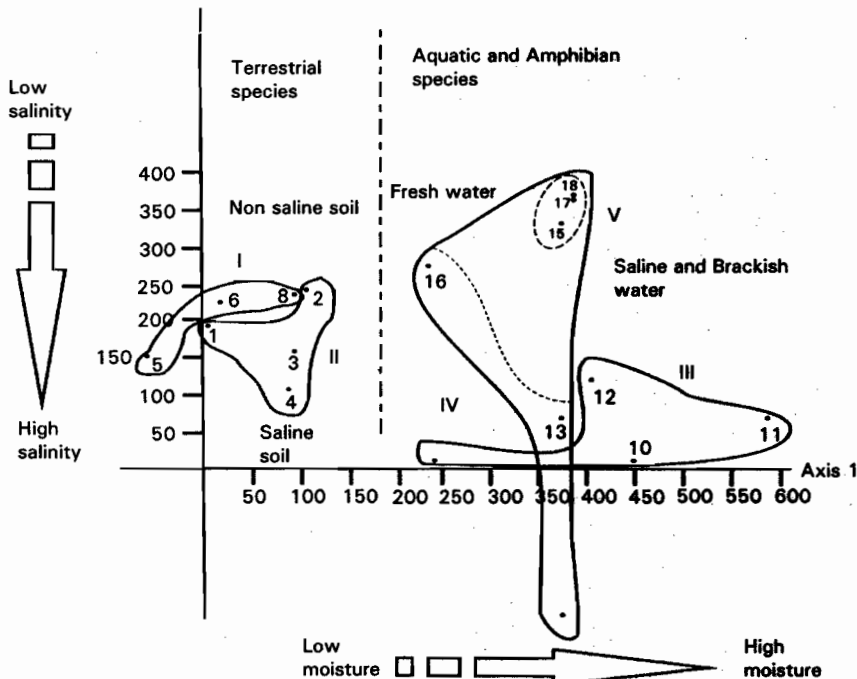 Low
salinity
High
salinity
Terrestrial
species
Aquatic and Amphibian
species
400
350
300
250
200
150
100
50
Non saline soil
Fresh water
Saline and Brackish
water
Saline
soil
I
II
III
IV
V
1
2
3
4
5
6
8
10
11
12
13
15
16
17
18
50 100 150 200 250 300 350 400 450 500 550 600
Axis 1
Low
moisture
High
moisture